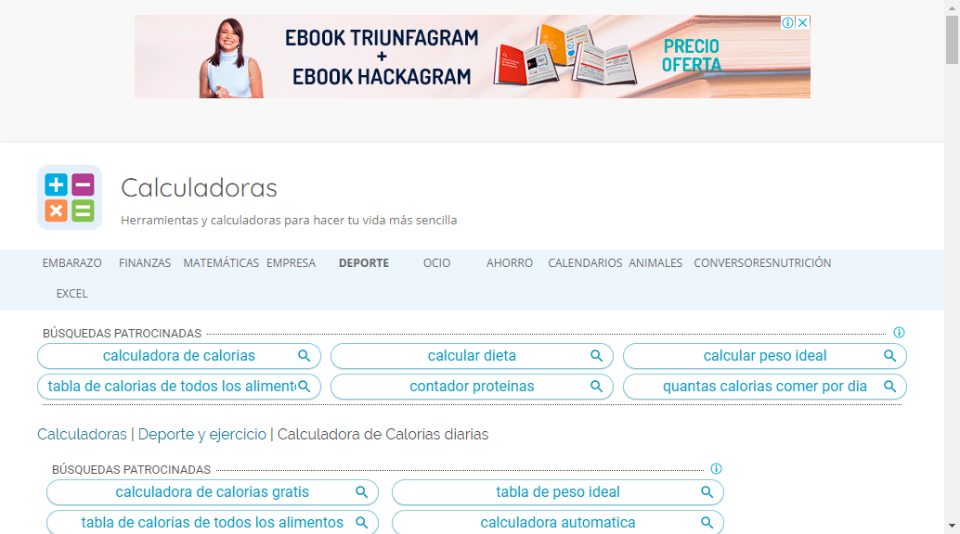 EBOOK TRIUNFAGRAM
+
EBOOK HACKAGRAM
PRECIO
OFERTA
Calculadoras
Herramientas y calculadoras para hacer tu vida más sencilla
EMBARAZO FINANZAS MATEMÁTICAS EMPRESA DEPORTE OCIO AHORRO CALENDARIOS ANIMALES CONVERSORES NUTRICIÓN
EXCEL
BÚSQUEDAS PATROCINADAS
calculadora de calorias calcular dieta calcular peso ideal
tabla de calorias de todos los aliment contador proteinas quantas calorias comer por dia
Calculadoras | Deporte y ejercicio | Calculadora de Calorías diarias
BÚSQUEDAS PATROCINADAS
calculadora de calorias gratis tabla de peso ideal
tabla de calorias de todos los alimentos calculadora automatica